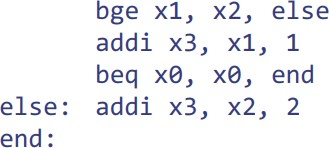 bge x1, x2, else
addi x3, x1, 1
beq x0, x0, end
else: addi x3, x2, 2
end: